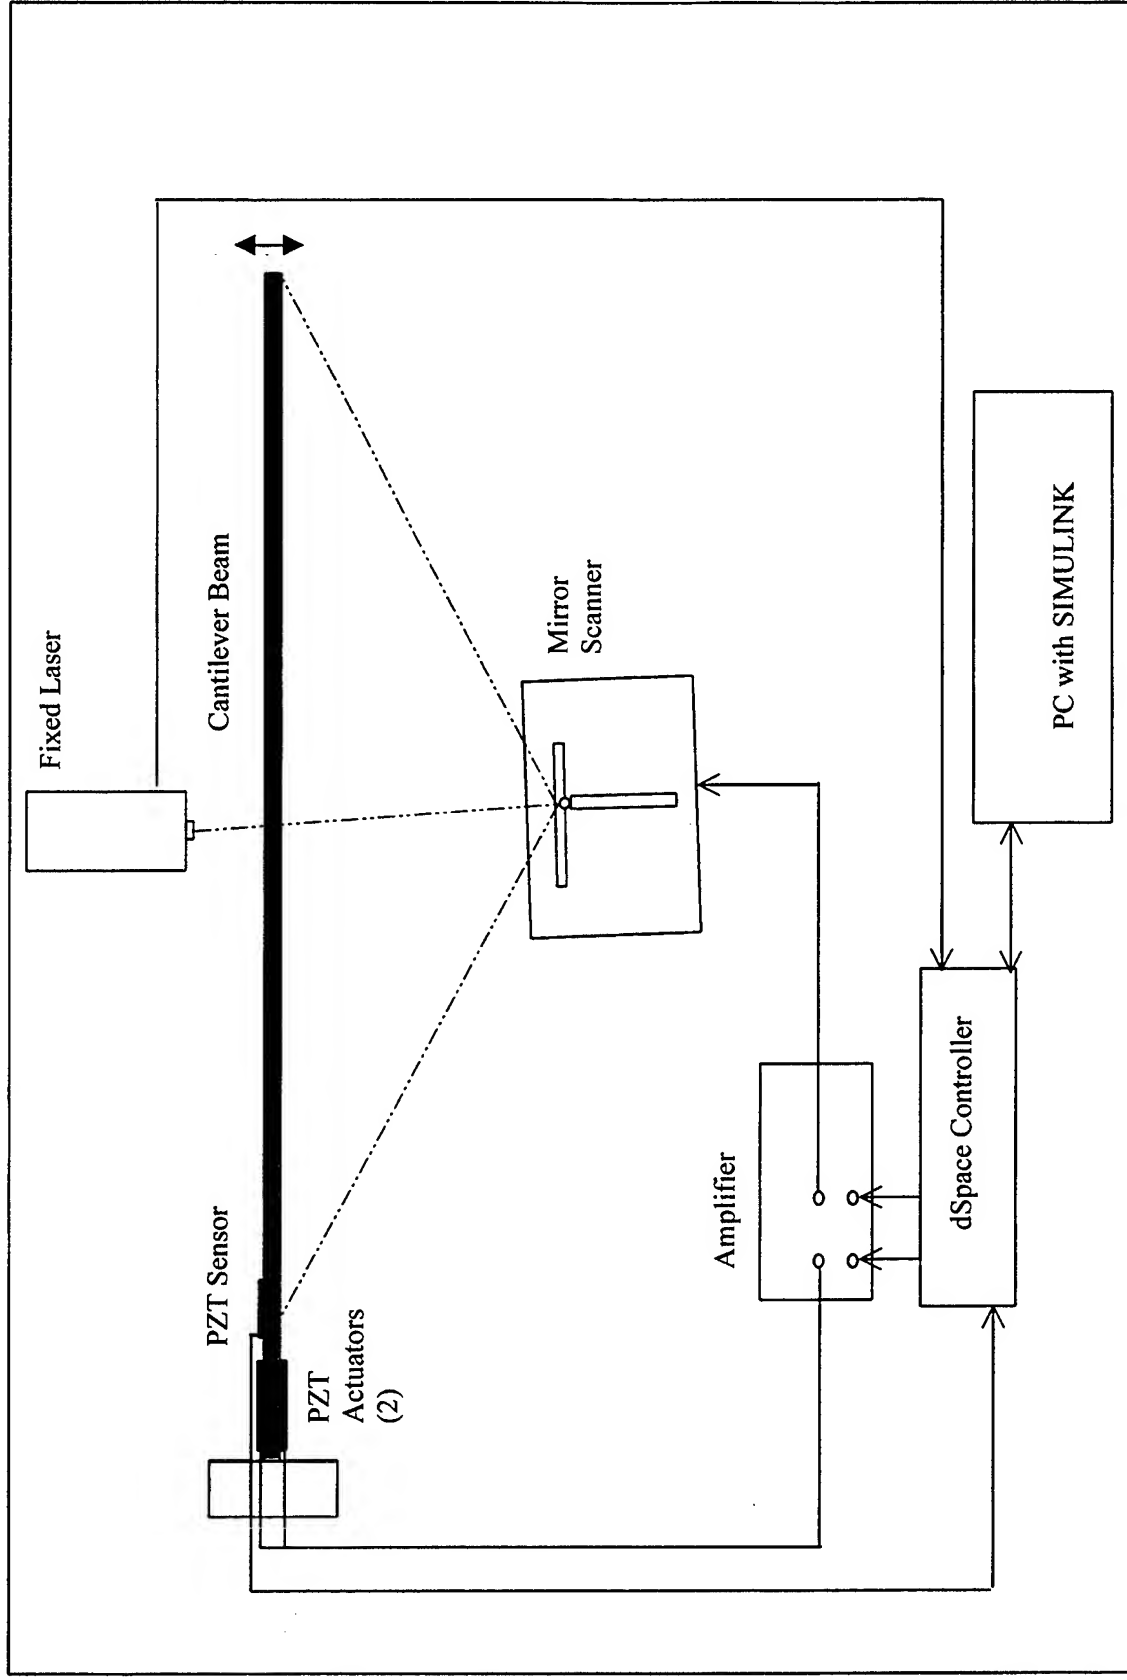 Fixed Laser
Cantilever Beam
PZT Sensor
PZT
Actuators
(2)
Mirror
Scanner
Amplifier
dSpace Controller
PC with SIMULINK